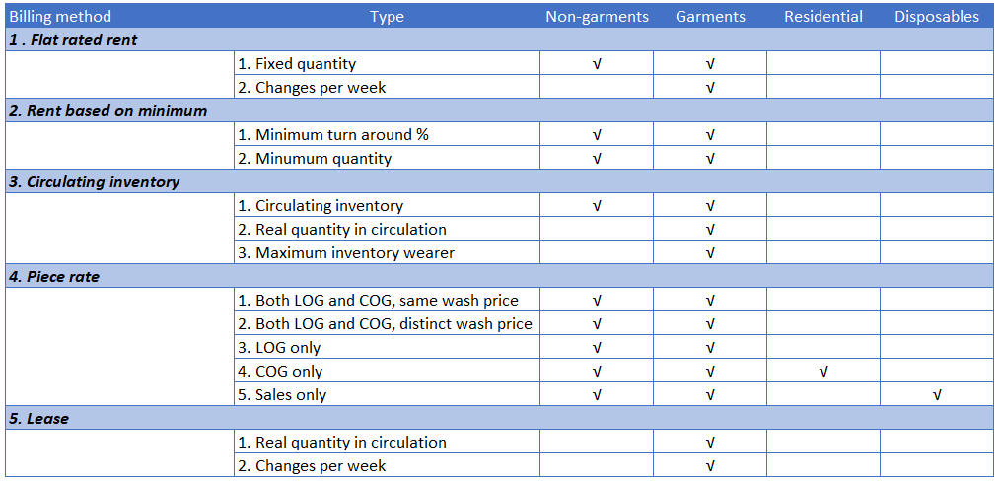 Billing method Type Non-garments Garments Residential Disposables
1 . Flat rated rent
1. Fixed quantity √ √
2. Changes per week √
2. Rent based on minimum
1. Minimum turn around % √ √
2. Minumum quantity √ √
3. Circulating inventory
1. Circulating inventory √ √
2. Real quantity in circulation √
3. Maximum inventory wearer √
4. Piece rate
1. Both LOG and COG, same wash price √ √
2. Both LOG and COG, distinct wash price √ √
3. LOG only √ √
4. COG only √ √ √
5. Sales only √ √ √
5. Lease
1. Real quantity in circulation √
2. Changes per week √